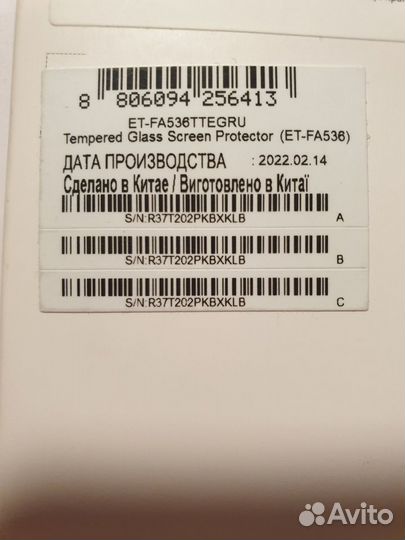 8 806094 256413
ET-FA536TTEGRU
Tempered Glass Screen Protector (ET-FA536)
ДАТА ПРОИЗВОДСТВА : 2022.02.14
Сделано в Китае / Виготовлено в Китаї
S/N:R37T202PKBXKLB A
S/N:R37T202PKBXKLB B
S/N:R37T202PKBXKLB C
Avito